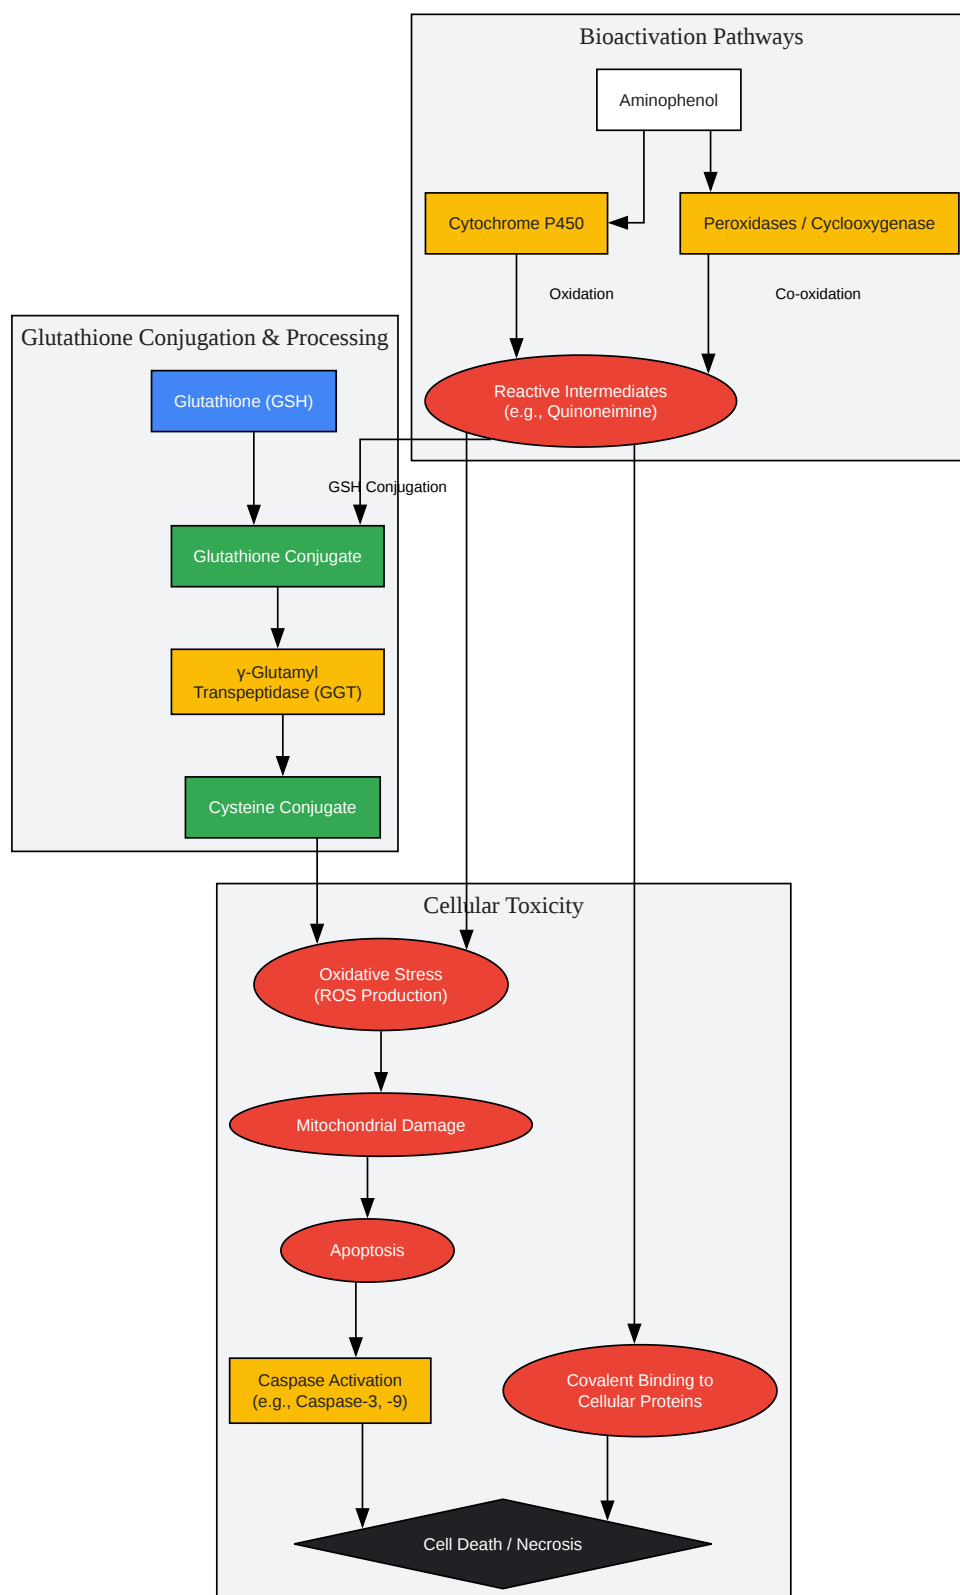 Bioactivation Pathways
Aminophenol
Cytochrome P450
Peroxidases / Cyclooxygenase
Oxidation
Co-oxidation
Glutathione Conjugation & Processing
Glutathione (GSH)
Reactive Intermediates
(e.g., Quinoneimine)
GSH Conjugation
Glutathione Conjugate
γ-Glutamyl
Transpeptidase (GGT)
Cysteine Conjugate
Cellular Toxicity
Oxidative Stress
(ROS Production)
Mitochondrial Damage
Apoptosis
Caspase Activation
(e.g., Caspase-3, -9)
Covalent Binding to
Cellular Proteins
Cell Death / Necrosis